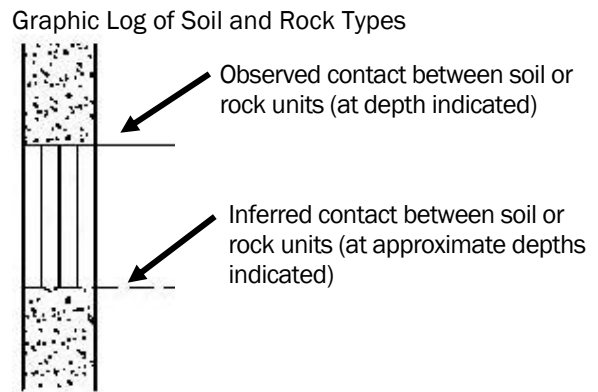 Graphic Log of Soil and Rock Types
Observed contact between soil or
rock units (at depth indicated)
Inferred contact between soil or
rock units (at approximate depths
indicated)